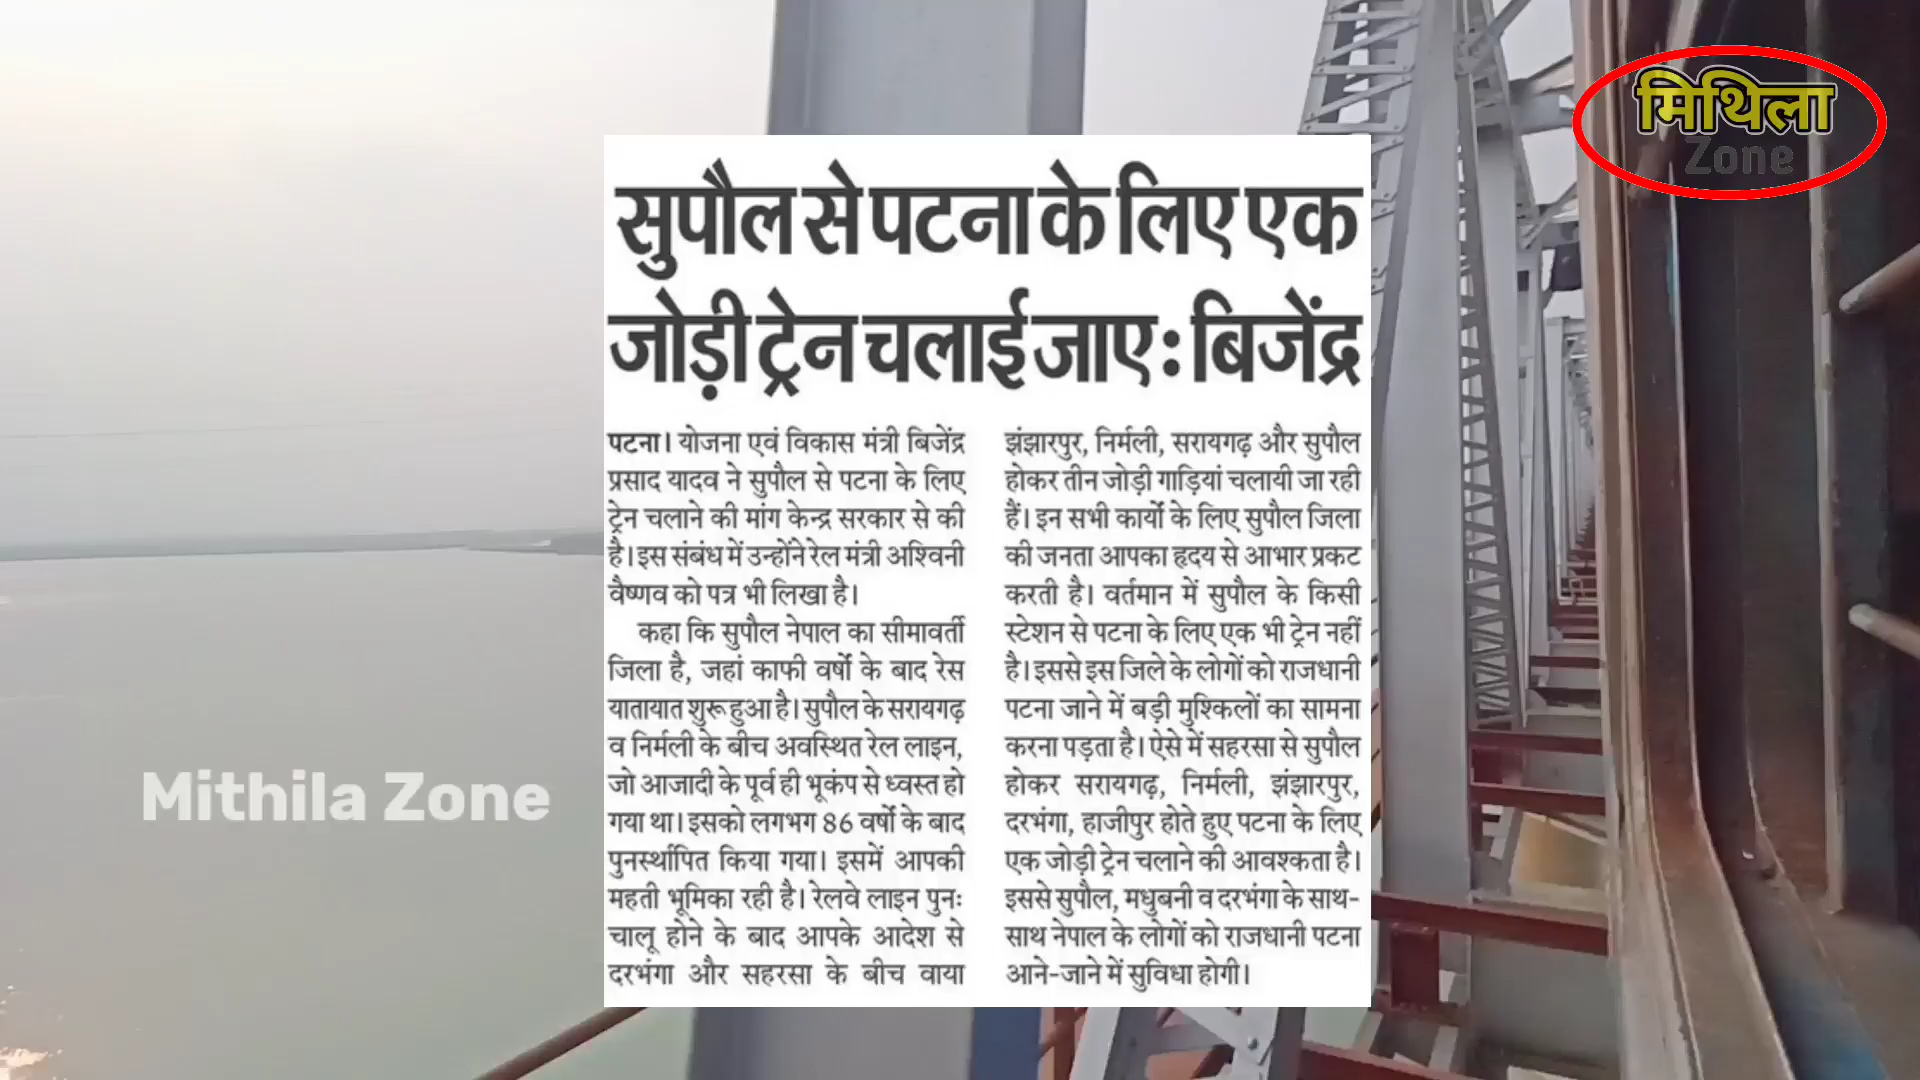 मिथिला
Zone
सुपौल से पटना के लिए एक
जोड़ी ट्रेन चलाई जाए : बिजेंद्र
पटना। योजना एवं विकास मंत्री बिजेंद्र
प्रसाद यादव ने सुपौल से पटना के लिए
ट्रेन चलाने की मांग केन्द्र सरकार से की
है। इस संबंध में उन्होंने रेल मंत्री अश्विनी
वैष्णव को पत्र भी लिखा है।
कहा कि सुपौल नेपाल का सीमावर्ती
जिला है, जहां काफी वर्षो के बाद रेस
यातायात शुरू हुआ है। सुपौल के सरायगढ़
व निर्मली के बीच अवस्थित रेल लाइन,
जो आजादी के पूर्व ही भूकंप से ध्वस्त हो
गया था। इसको लगभग 86 वर्षो के बाद
पुनर्स्थापित किया गया। इसमें आपकी
महती भूमिका रही है। रेलवे लाइन पुनः
चालू होने के बाद आपके आदेश से
दरभंगा और सहरसा के बीच वाया
झंझारपुर, निर्मली, सरायगढ़ और सुपौल
होकर तीन जोड़ी गाड़ियां चलायी जा रही
हैं। इन सभी कार्यो के लिए सुपौल जिला
की जनता आपका हृदय से आभार प्रकट
करती है। वर्तमान में सुपौल के किसी
स्टेशन से पटना के लिए एक भी ट्रेन नहीं
है। इससे इस जिले के लोगों को राजधानी
पटना जाने में बड़ी मुश्किलों का सामना
करना पड़ता है। ऐसे में सहरसा से सुपौल
होकर सरायगढ़, निर्मली, झंझारपुर,
दरभंगा, हाजीपुर होते हुए पटना के लिए
एक जोड़ी ट्रेन चलाने की आवश्कता है।
इससे सुपौल, मधुबनी व दरभंगा के साथ-
साथ नेपाल के लोगों को राजधानी पटना
आने-जाने में सुविधा होगी।
Mithila Zone